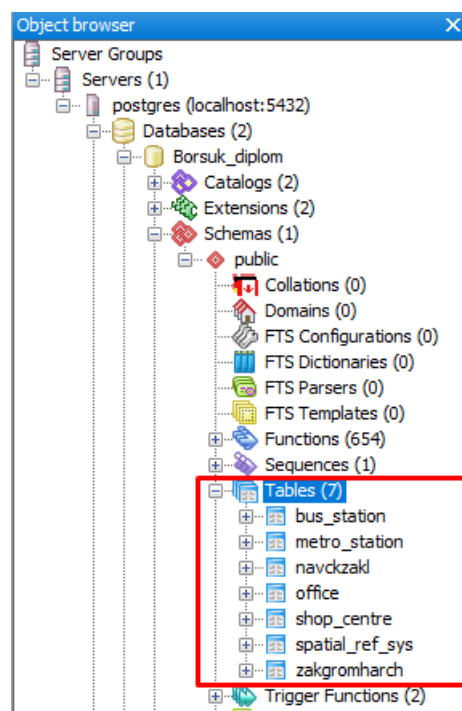 Object browser
Server Groups
Servers (1)
postgres (localhost:5432)
Databases (2)
Borsuk_diplom
Catalogs (2)
Extensions (2)
Schemas (1)
public
Collations (0)
Domains (0)
FTS Configurations (0)
FTS Dictionaries (0)
FTS Parsers (0)
FTS Templates (0)
Functions (654)
Sequences (1)
Tables (7)
bus_station
metro_station
navckzakl
office
shop_centre
spatial_ref_sys
zakgromharch
Trigger Functions (2)